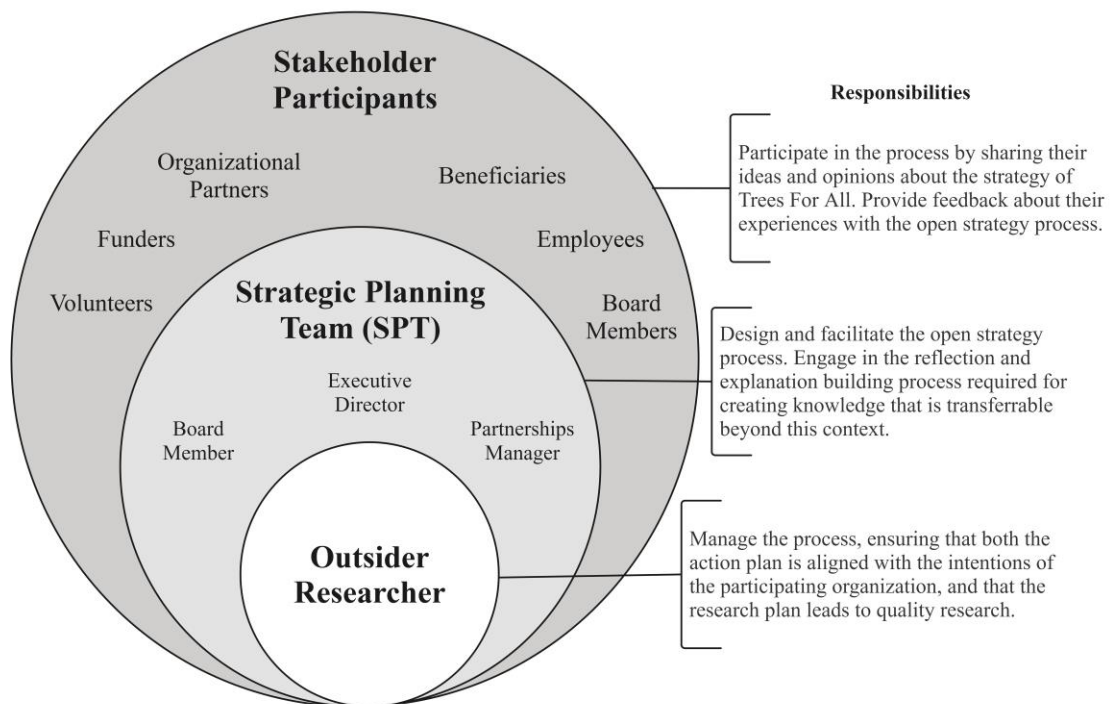 Stakeholder
Participants
Organizational
Partners
Beneficiaries
Funders
Employees
Volunteers
Board
Members
Strategic Planning
Team (SPT)
Executive
Director
Board
Member
Partnerships
Manager
Outsider
Researcher
Responsibilities
Participate in the process by sharing their
ideas and opinions about the strategy of
Trees For All. Provide feedback about their
experiences with the open strategy process.
Design and facilitate the open strategy
process. Engage in the reflection and
explanation building process required for
creating knowledge that is transferrable
beyond this context.
Manage the process, ensuring that both the
action plan is aligned with the intentions of
the participating organization, and that the
research plan leads to quality research.